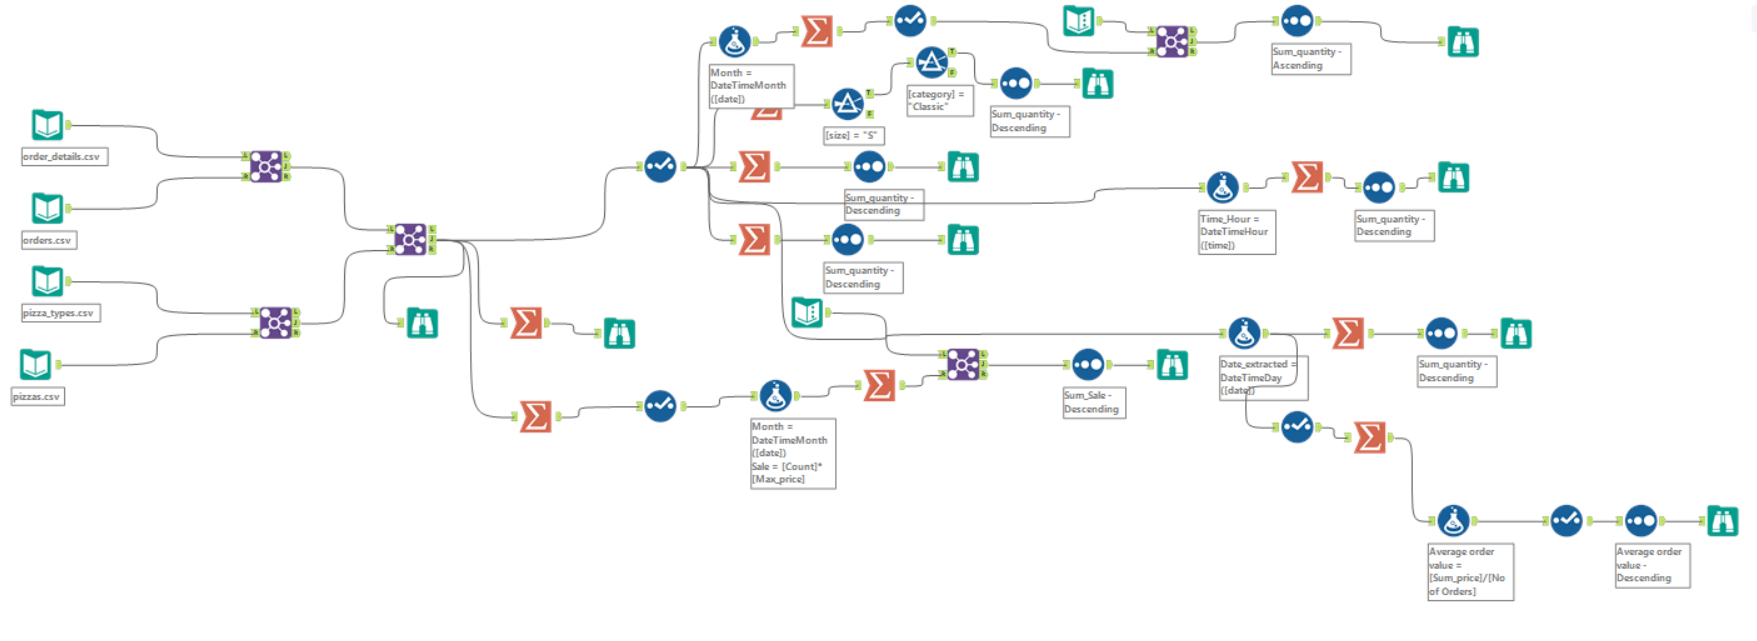 Sum_quantity -
Ascending
Month =
DateTimeMonth
([date])
[category] =
"Classic"
Sum_quantity -
Descending
[size] = "S"
order_details.csv
Sum_quantity -
Descending
Time_Hour =
DateTimeHour
([time])
Sum_quantity -
Descending
orders.csv
Sum_quantity -
Descending
pizza_types.csv
Date_extracted =
DateTimeDay
([date])
Sum_quantity -
Descending
pizzas.csv
Sum_Sale -
Descending
Month =
DateTimeMonth
([date])
Sale = [Count]*
[Max_price]
Average order
value =
[Sum_price]/[No
of Orders]
Average order
value -
Descending